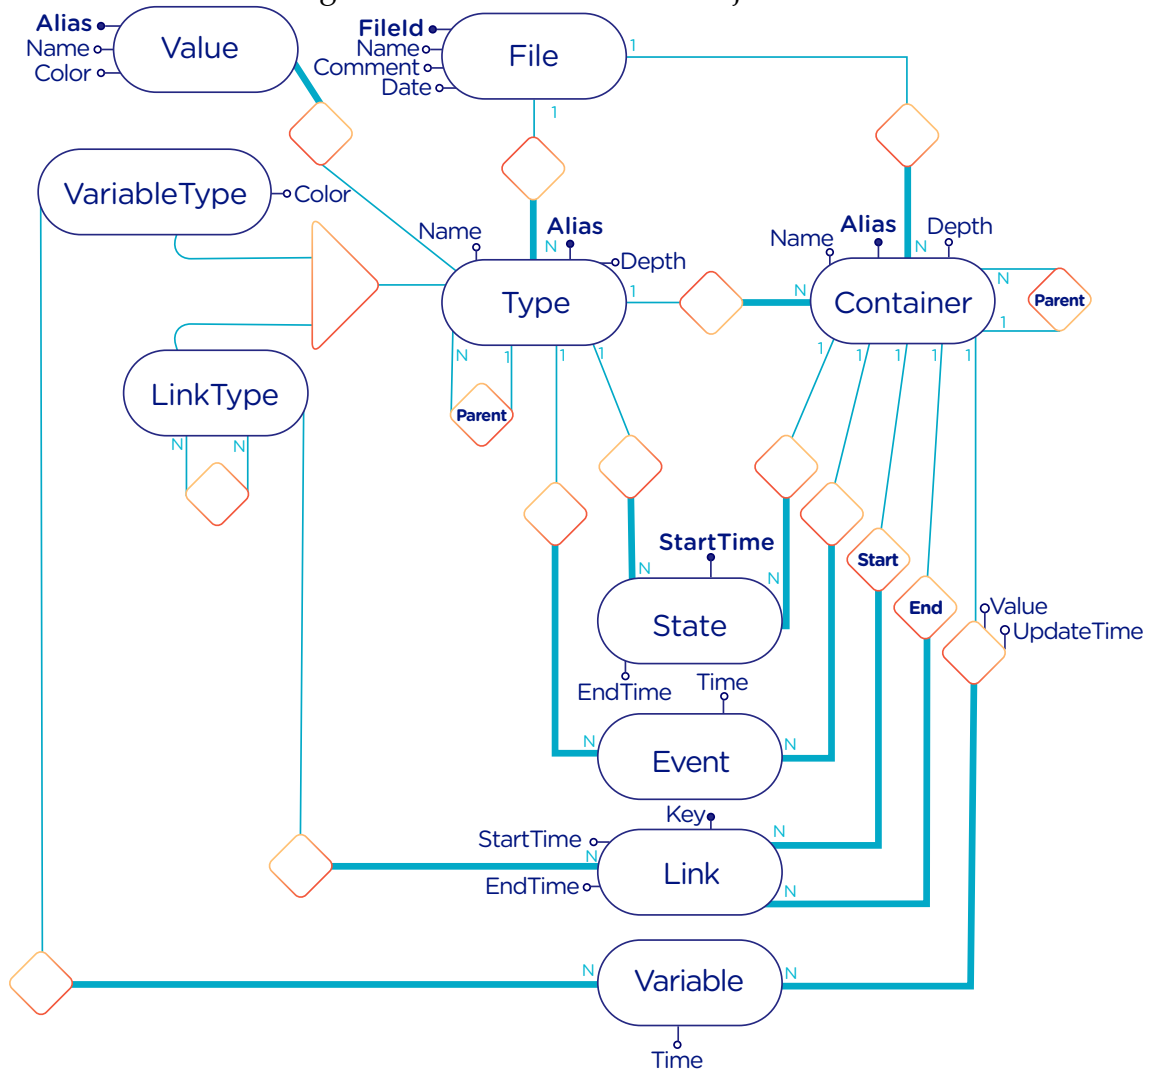 Alias
Name
Color
Value
FileId
Name
Comment
Date
File
1
1
VariableType
Color
Name
Alias
N
Depth
Type
1
Name
Alias
Depth
N
N
Container
N
1
Parent
N
1
1
1
Parent
1
1
1
1
1
LinkType
N
N
StartTime
N
N
State
EndTime
Start
End
Value
UpdateTime
Time
N
N
Event
Key
StartTime
N
EndTime
N
N
Link
N
N
Variable
Time